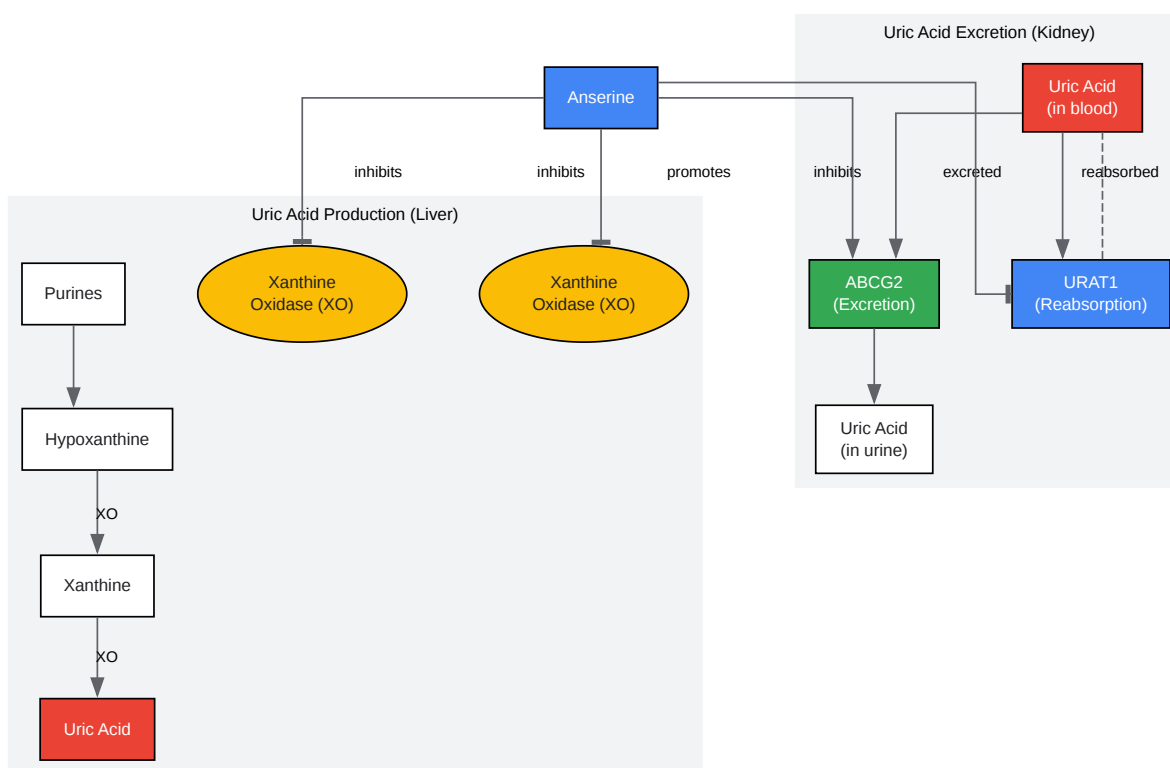 Uric Acid Excretion (Kidney)
Anserine
Uric Acid
(in blood)
inhibits
inhibits
promotes
inhibits
excreted
reabsorbed
Uric Acid Production (Liver)
Purines
Xanthine
Oxidase (XO)
Xanthine
Oxidase (XO)
ABCG2
(Excretion)
URAT1
(Reabsorption)
Hypoxanthine
Uric Acid
(in urine)
XO
Xanthine
XO
Uric Acid